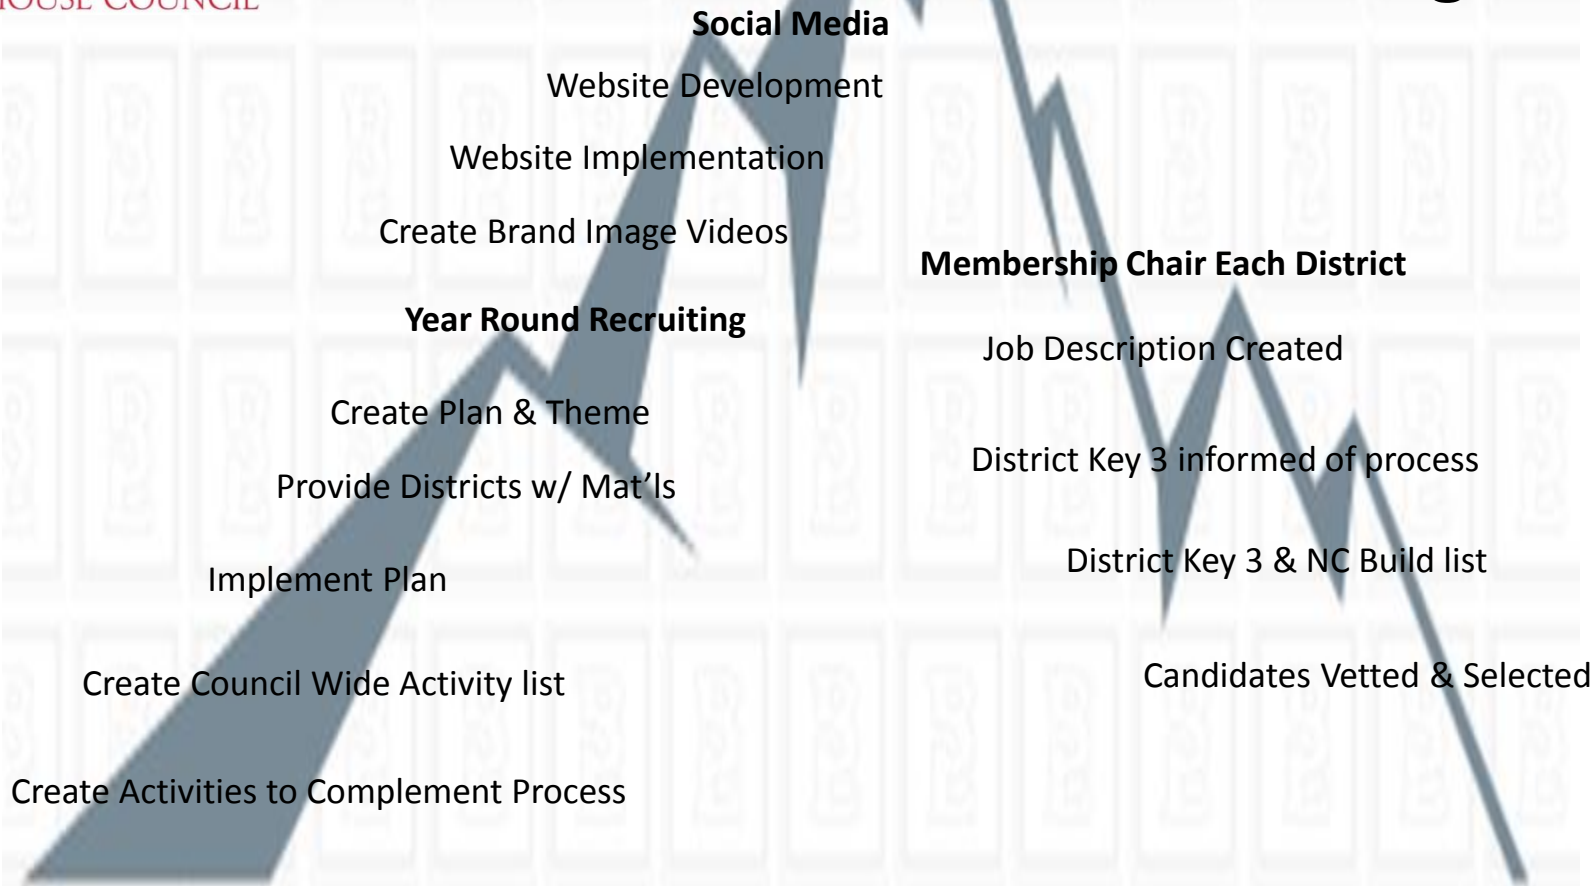 HOUSE COUNCIL
g
Social Media
Website Development
Website Implementation
Create Brand Image Videos
Year Round Recruiting
Create Plan & Theme
Provide Districts w/ Mat’ls
Implement Plan
Create Council Wide Activity list
Create Activities to Complement Process
Membership Chair Each District
Job Description Created
District Key 3 informed of process
District Key 3 & NC Build list
Candidates Vetted & Selected